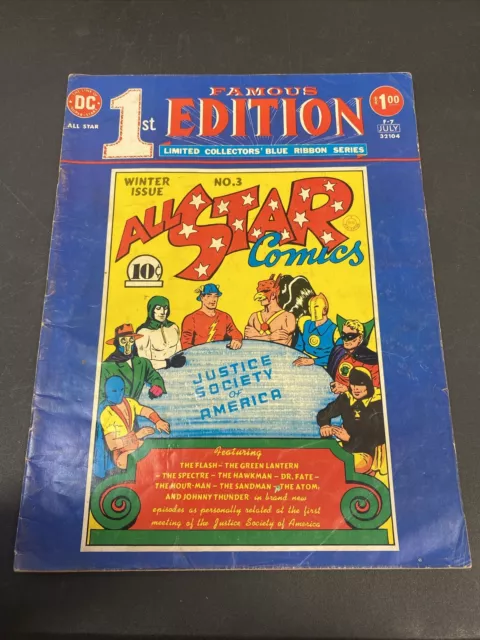 DC
ALL STAR
1st
FAMOUS
EDITION
LIMITED COLLECTORS' BLUE RIBBON SERIES
$1.00
F-7
JULY
32104
WINTER
ISSUE
NO.3
ALL STAR
Comics
10¢
JUSTICE
SOCIETY
OF
AMERICA
Featuring
THE FLASH - THE GREEN LANTERN
- THE SPECTRE - THE HAWKMAN - DR. FATE -
THE HOUR-MAN - THE SANDMAN - THE ATOM
AND JOHNNY THUNDER in brand new
episodes as personally related at the first
meeting of the Justice Society of America